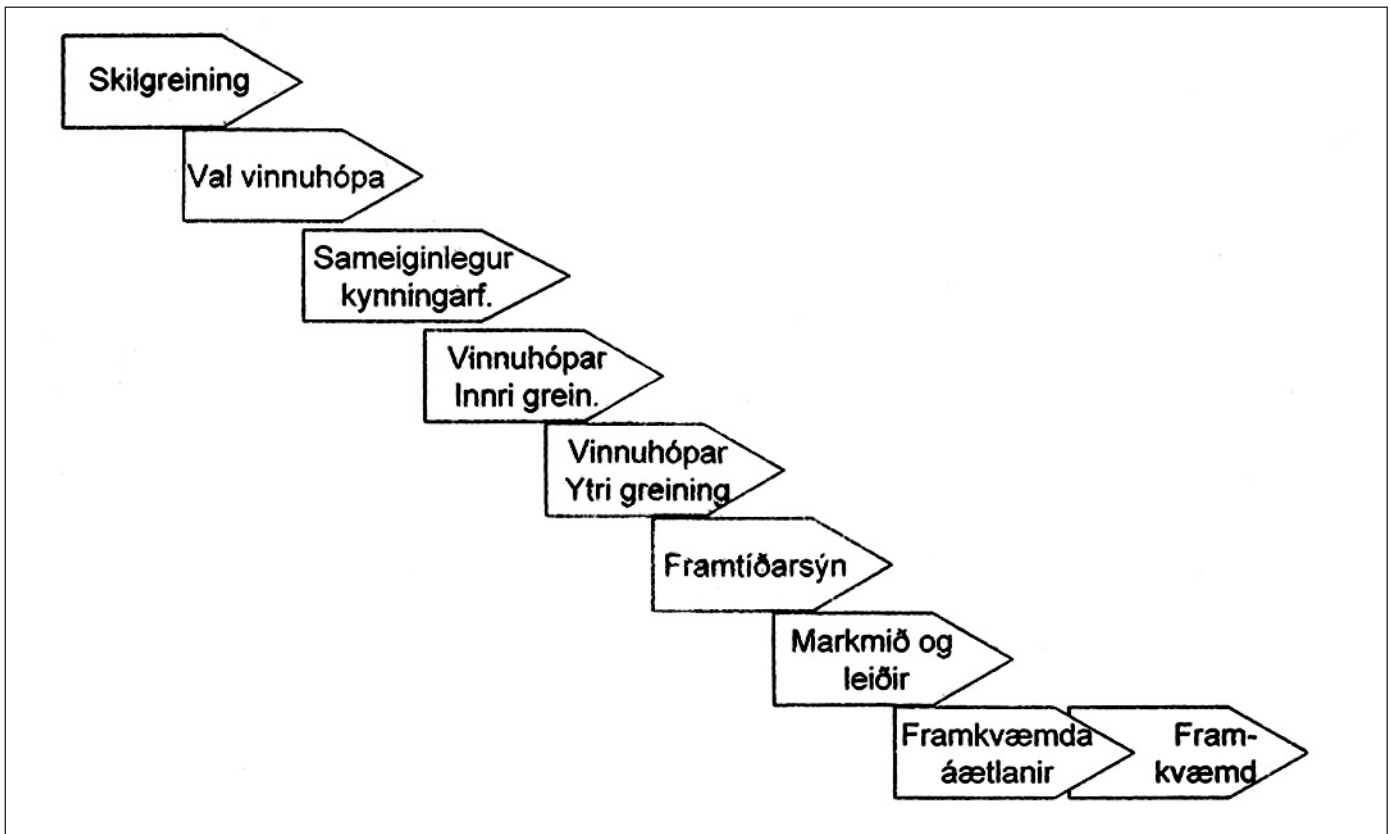 Skilgreining
Val vinnuhópa
Sameiginlegur
kynningarf.
Vinnuhópar
Innri grein.
Vinnuhópar
Ytri greining
Framtíðarsýn
Markmið og
leiðir
Framkvæmda
áætlanir
Fram-
kvæmd